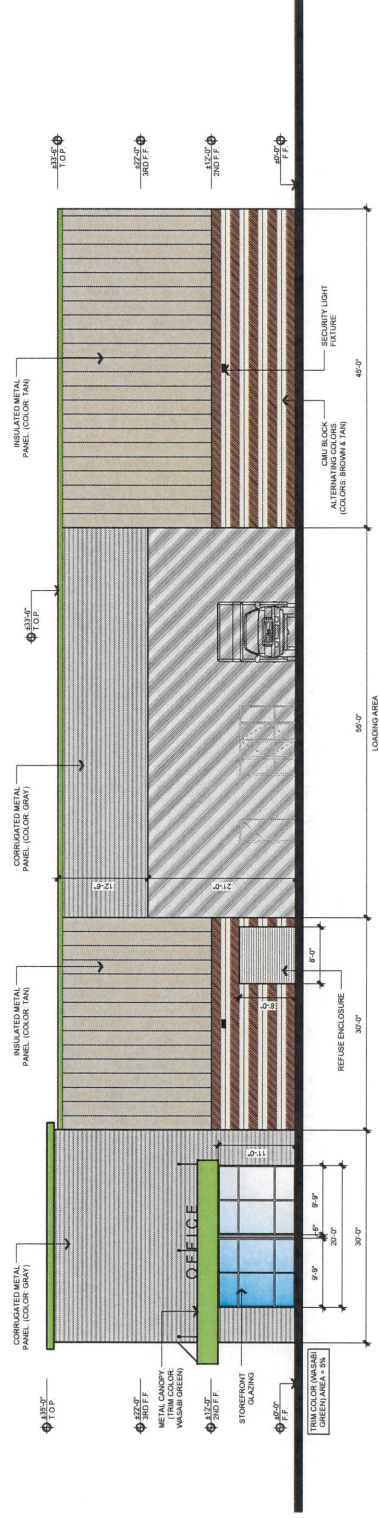 ±35'-0"
T.O.P.
±22'-0"
3RD F.F.
±12'-0"
2ND F.F.
±0'-0"
F.F.
CORRUGATED METAL
PANEL (COLOR: GRAY)
METAL CANOPY
(TRIM COLOR:
WASABI GREEN)
STOREFRONT
GLAZING
TRIM COLOR (WASABI
GREEN) AREA = 5%
OFFICE
11'-0"
9'-9"
6"
9'-9"
20'-0"
30'-0"
INSULATED METAL
PANEL (COLOR: TAN)
8'-0"
8'-0"
REFUSE ENCLOSURE
30'-0"
CORRUGATED METAL
PANEL (COLOR: GRAY)
±33'-6"
T.O.P.
12'-6"
21'-0"
55'-0"
LOADING AREA
INSULATED METAL
PANEL (COLOR: TAN)
SECURITY LIGHT
FIXTURE
CMU BLOCK
ALTERNATING COLORS
(COLORS: BROWN & TAN)
45'-0"
±33'-6"
T.O.P.
±22'-0"
3RD F.F.
±12'-0"
2ND F.F.
±0'-0"
F.F.